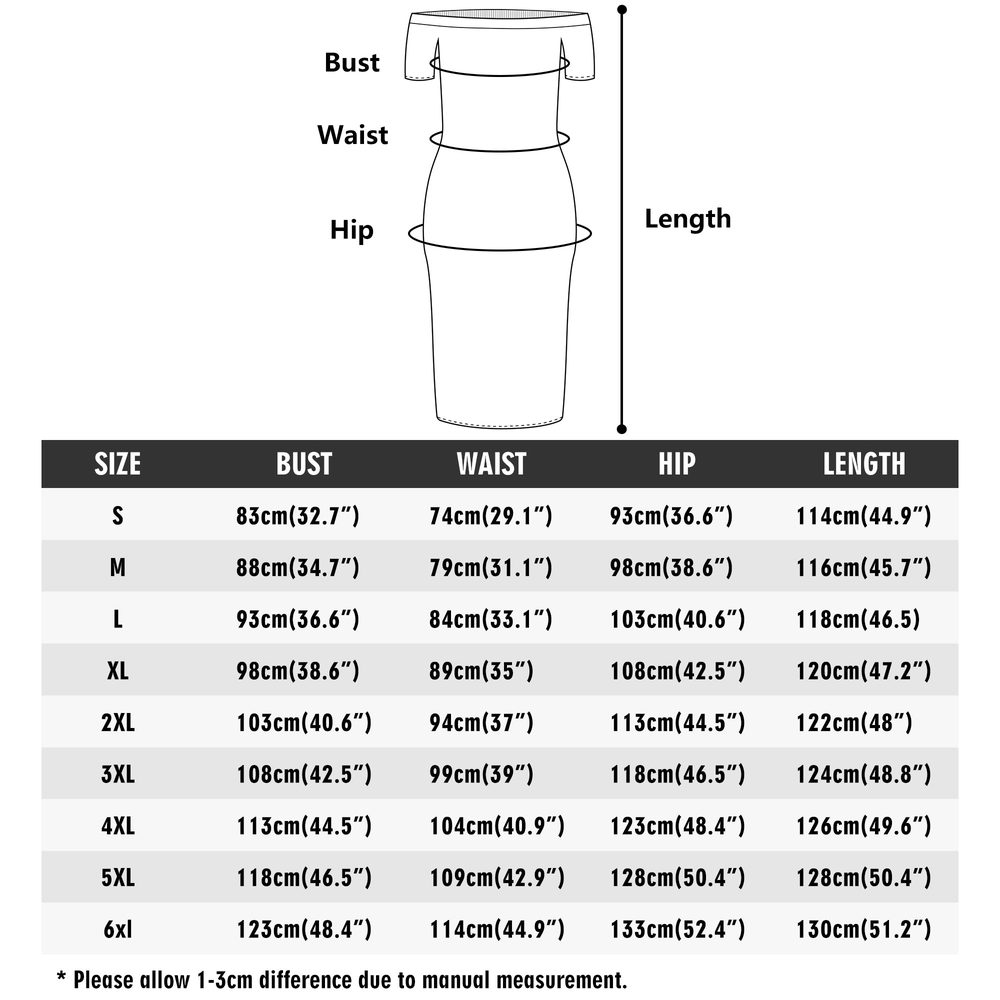 Bust
Waist
Hip
Length
SIZE BUST WAIST HIP LENGTH
S 83cm(32.7") 74cm(29.1") 93cm(36.6") 114cm(44.9")
M 88cm(34.7") 79cm(31.1") 98cm(38.6") 116cm(45.7")
L 93cm(36.6") 84cm(33.1") 103cm(40.6") 118cm(46.5)
XL 98cm(38.6") 89cm(35") 108cm(42.5") 120cm(47.2")
2XL 103cm(40.6") 94cm(37") 113cm(44.5") 122cm(48")
3XL 108cm(42.5") 99cm(39") 118cm(46.5") 124cm(48.8")
4XL 113cm(44.5") 104cm(40.9") 123cm(48.4") 126cm(49.6")
5XL 118cm(46.5") 109cm(42.9") 128cm(50.4") 128cm(50.4")
6xl 123cm(48.4") 114cm(44.9") 133cm(52.4") 130cm(51.2")
* Please allow 1-3cm difference due to manual measurement.